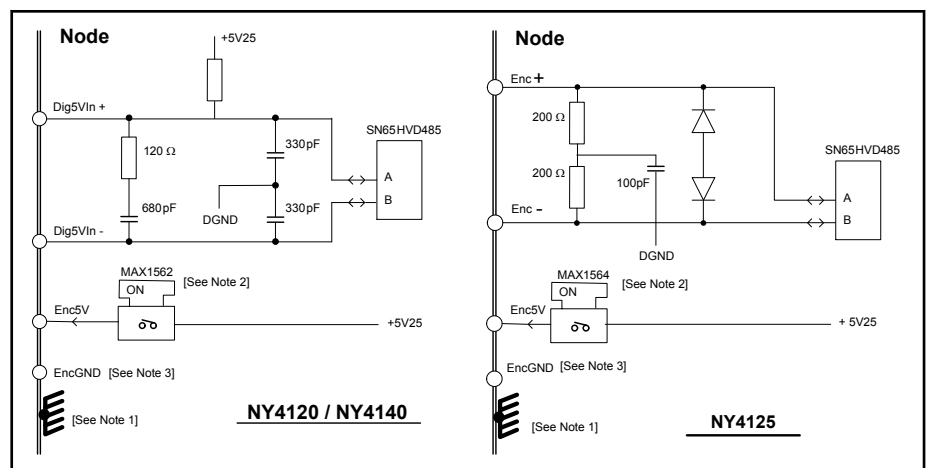 Node
+5V25
Dig5VIn +
120 Ω
330pF
SN65HVD485
A
B
680pF
DGND
330pF
Dig5VIn -
MAX1562
[See Note 2]
ON
Enc5V
+5V25
EncGND [See Note 3]
[See Note 1]
NY4120 / NY4140
Node
Enc +
200 Ω
SN65HVD485
200 Ω
100pF
A
B
Enc -
DGND
MAX1564
[See Note 2]
ON
Enc5V
+ 5V25
EncGND [See Note 3]
[See Note 1]
NY4125